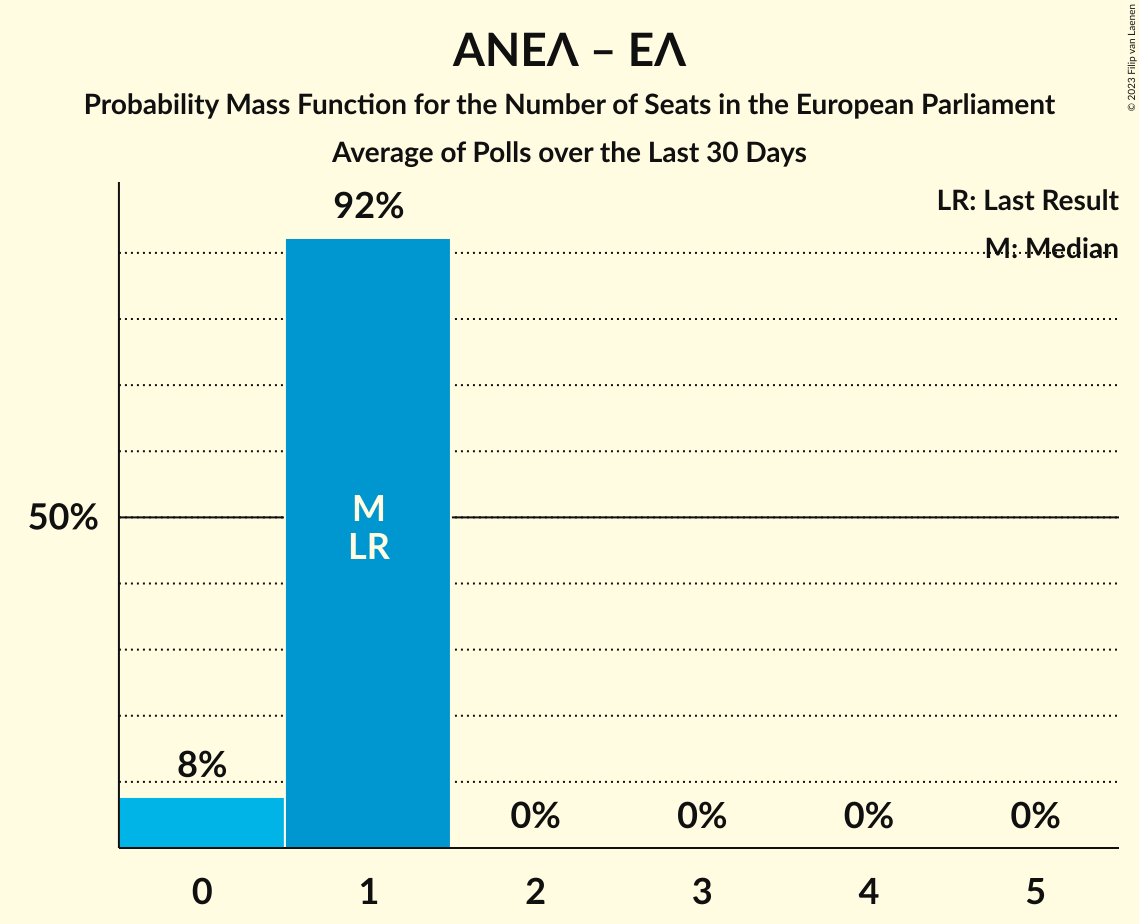 ΑΝΕΛ – ΕΛ
Probability Mass Function for the Number of Seats in the European Parliament
Average of Polls over the Last 30 Days
© 2023 Filip van Laenen
LR: Last Result
M: Median
92%
50%
M
LR
8%
0% 0% 0% 0%
0 1 2 3 4 5